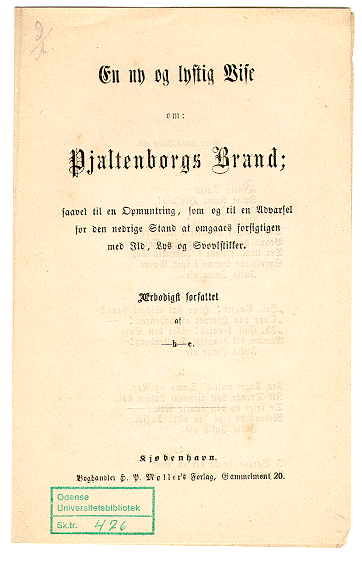 En ny og lystig Vise
om:
Pjaltenborgs Brand;
saavel til en Opmuntring, som og til en Advarsel
for den nedrige Stand at omgaaes forsigtigen
med Ild, Lys og Svovlstikker.
Ærbødigst forfattet
af
—b—e.
Kjøbenhavn.
Boghandler H. P. Møller's Forlag, Gammelmønt 20.
Odense
Universitetsbibliotek
Sk.tr. 476